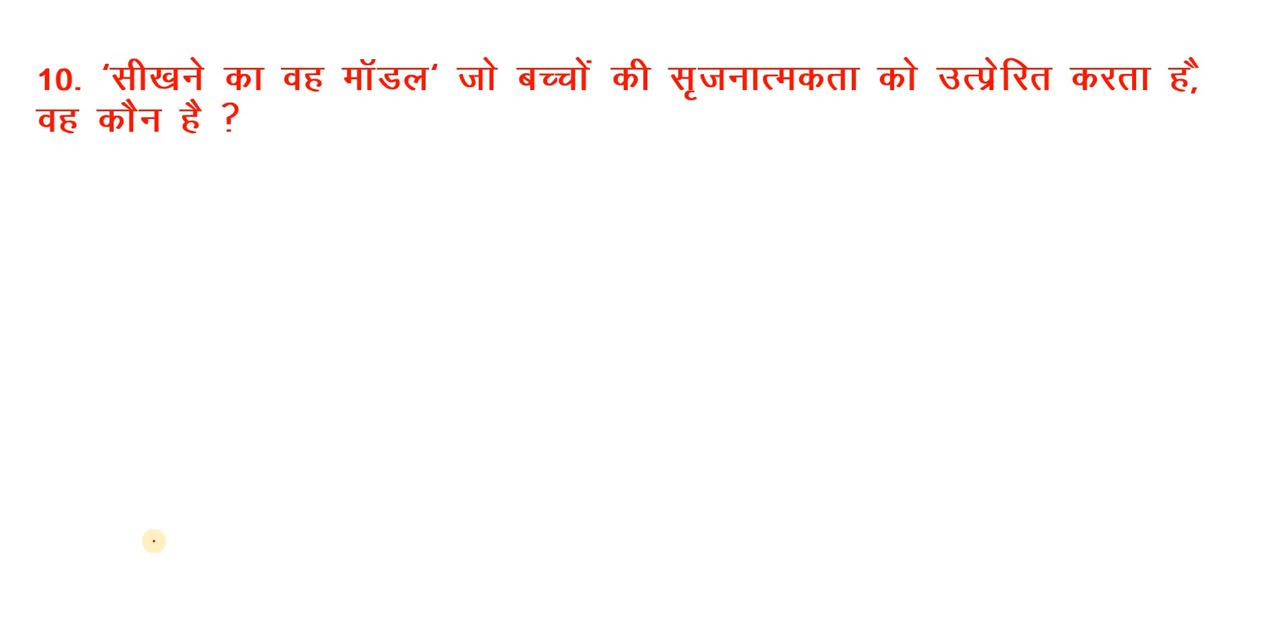 10. ‘सीखने का वह मॉडल‘ जो बच्चों की सृजनात्मकता को उत्प्रेरित करता है,
वह कौन है ?